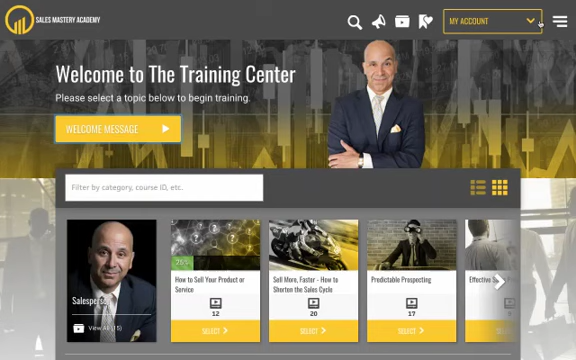 SALES MASTERY ACADEMY
MY ACCOUNT
Welcome to The Training Center
Please select a topic below to begin training.
WELCOME MESSAGE
Filter by category, course ID, etc.
Salesperson
View All (15)
How to Sell Your Product or
Service
12
SELECT
Sell More, Faster - How to
Shorten the Sales Cycle
20
SELECT
Predictable Prospecting
17
SELECT
Effective